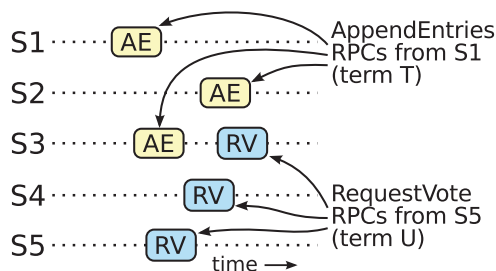 AppendEntries
RPCs from S1
(term T)
S1 AE
S2 AE
S3 AE RV
S4 RV
S5 RV
RequestVote
RPCs from S5
(term U)
time